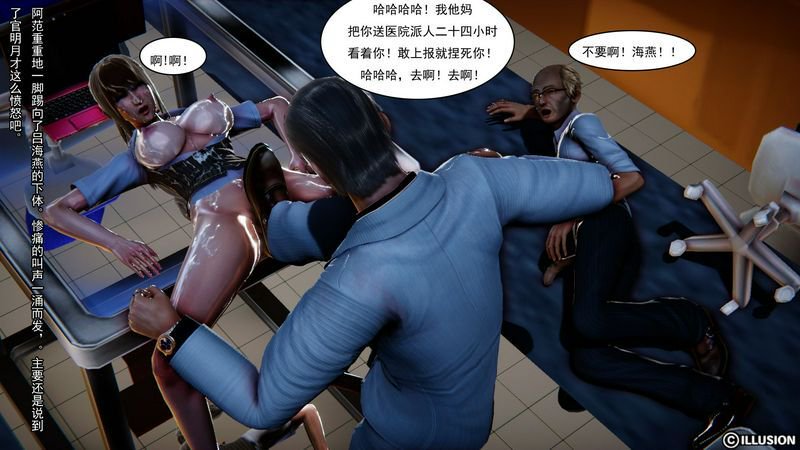 阿范重重地一脚踢向了吕海燕的下体。惨痛的叫声一涌而发，。主要还是说到
了官明月才这么愤怒吧。
啊!啊!
哈哈哈哈！我他妈
把你送医院派人二十四小时
看着你！敢上报就捏死你！
哈哈哈，去啊！去啊！
不要啊！海燕！！
©ILLUSION